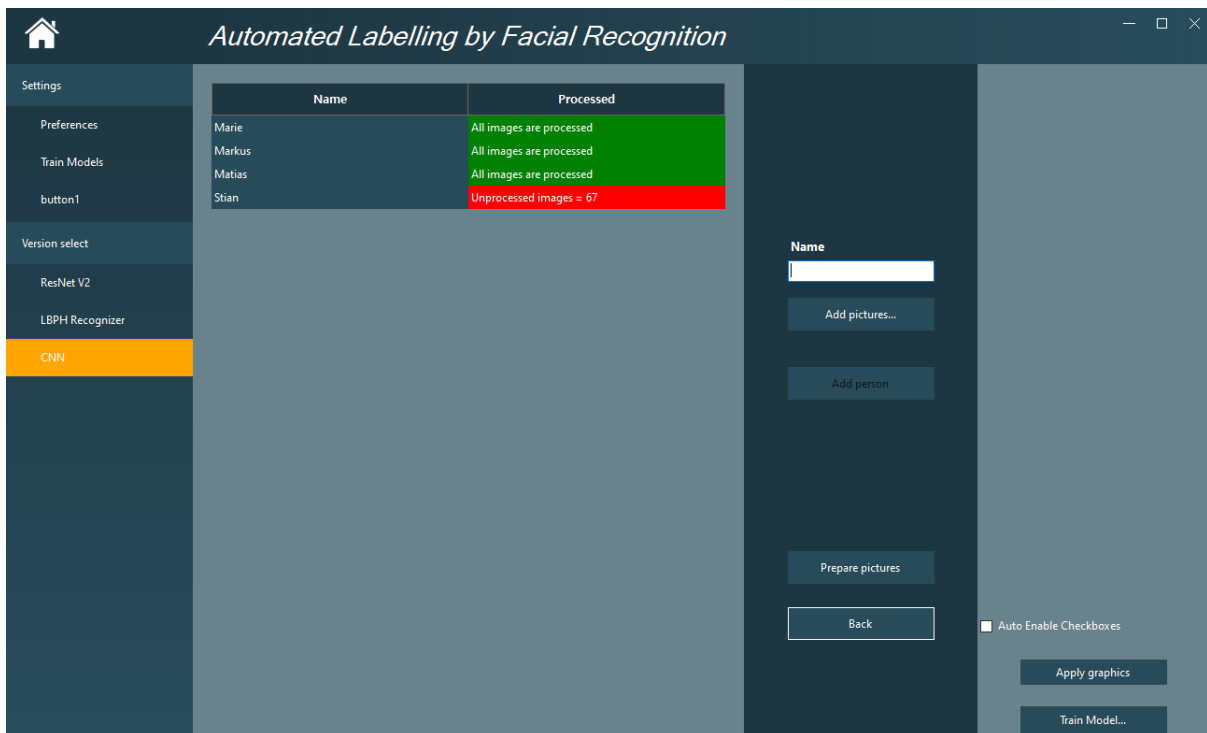 Automated Labelling by Facial Recognition
Settings
Preferences
Train Models
button1
Version select
ResNet V2
LBPH Recognizer
CNN
Name Processed
Marie All images are processed
Markus All images are processed
Matias All images are processed
Stian Unprocessed images = 67
Name
Add pictures...
Add person
Prepare pictures
Back
Auto Enable Checkboxes
Apply graphics
Train Model...